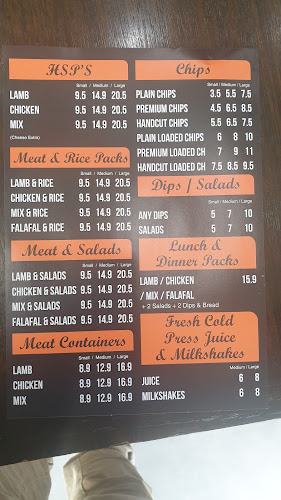 HSP'S
Small / Medium / Large
LAMB 9.5 14.9 20.5
CHICKEN 9.5 14.9 20.5
MIX 9.5 14.9 20.5
(Cheese Extra)
Meat & Rice Packs
Small / Medium / Large
LAMB & RICE 9.5 14.9 20.5
CHICKEN & RICE 9.5 14.9 20.5
MIX & RICE 9.5 14.9 20.5
FALAFAL & RICE 9.5 14.9 20.5
Meat & Salads
Small / Medium / Large
LAMB & SALADS 9.5 14.9 20.5
CHICKEN & SALADS 9.5 14.9 20.5
MIX & SALADS 9.5 14.9 20.5
FALAFAL & SALADS 9.5 14.9 20.5
Meat Containers
Small / Medium / Large
LAMB 8.9 12.9 16.9
CHICKEN 8.9 12.9 16.9
MIX 8.9 12.9 16.9
Chips
Small / Medium / Large
PLAIN CHIPS 3.5 5.5 7.5
PREMIUM CHIPS 4.5 6.5 8.5
HANDCUT CHIPS 5.5 5.5 7.5
PLAIN LOADED CHIPS 6 8 10
PREMIUM LOADED CH 7 9 11
HANDCUT LOADED CH 7.5 8.5 9.5
Dips / Salads
Small / Medium / Large
ANY DIPS 5 7 10
SALADS 5 7 10
Lunch &
Dinner Packs
LAMB / CHICKEN 15.9
/ MIX / FALAFAL
+ 2 Salads + 2 Dips & Bread
Fresh Cold
Press Juice
& Milkshakes
Medium / Large
JUICE 6 8
MILKSHAKES 6 8